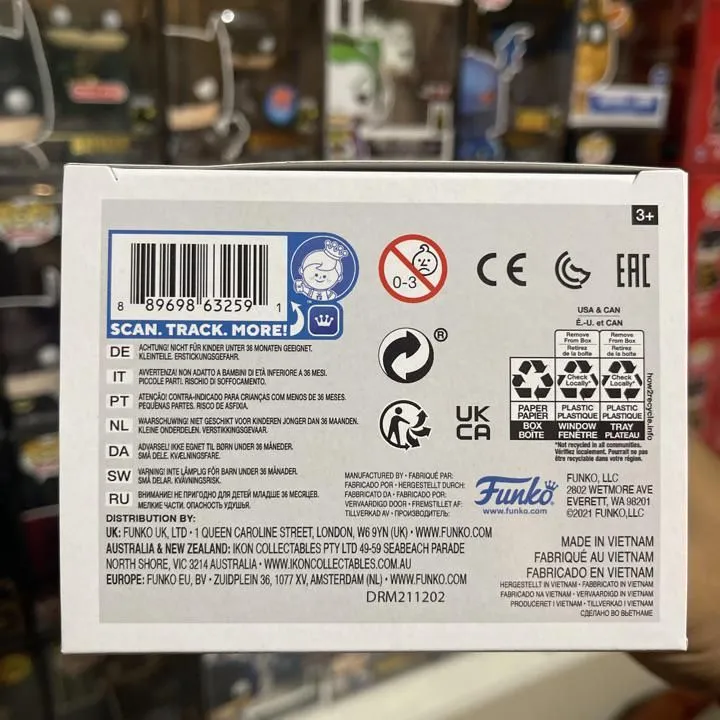 3+
8 89698 63259 1
SCAN. TRACK. MORE!
0-3
CE
EAC
USA & CAN
É.-U. et CAN
Remove From Box
Retirez de la boîte
Remove From Box
Retirez de la boîte
Check Locally*
Check Locally*
PAPER
PAPIER
BOX
BOÎTE
PLASTIC
PLASTIQUE
WINDOW
FENÊTRE
PLASTIC
PLASTIQUE
TRAY
PLATEAU
how2recycle.info
*Not recycled in all communities.
Vérifiez localement. Pourrait ne pas
être recyclable dans votre région.
®
UK
CA
DE ACHTUNG! NICHT FÜR KINDER UNTER 36 MONATEN GEEIGNET.
KLEINTEILE. ERSTICKUNGSGEFAHR.
IT AVVERTENZA! NON ADATTO A BAMBINI DI ETÀ INFERIORE A 36 MESI.
PICCOLE PARTI. RISCHIO DI SOFFOCAMENTO.
PT ATENÇÃO! CONTRA-INDICADO PARA CRIANÇAS COM MENOS DE 36 MESES.
PEQUENAS PARTES. RISCO DE ASFIXIA.
NL WAARSCHUWING! NIET GESCHIKT VOOR KINDEREN JONGER DAN 36 MAANDEN.
KLEINE ONDERDELEN. VERSTIKKINGSGEVAAR.
DA ADVARSEL! IKKE EGNET TIL BØRN UNDER 36 MÅNEDER.
SMÅ DELE. KVÆLNINGSFARE.
SW VARNING! INTE LÄMPLIG FÖR BARN UNDER 36 MÅNADER.
SMÅ DELAR. KVÄVNINGSRISK.
RU ВНИМАНИЕ! НЕ ПРИГОДНО ДЛЯ ДЕТЕЙ МЛАДШЕ 36 МЕСЯЦЕВ.
МЕЛКИЕ ЧАСТИ. ОПАСНОСТЬ УДУШЬЯ.
MANUFACTURED BY • FABRIQUÉ PAR:
FABRICADO POR • HERGESTELLT DURCH:
FABBRICATO DA • FABRICADO POR:
VERVAARDIGD DOOR • FREMSTILLET AF:
TILLVERKAD AV • ПРОИЗВОДИТЕЛЬ:
Funko
www.funko.com
FUNKO, LLC
2802 WETMORE AVE
EVERETT, WA 98201
©2021 FUNKO,LLC
DISTRIBUTION BY:
UK: FUNKO UK, LTD • 1 QUEEN CAROLINE STREET, LONDON, W6 9YN (UK) • WWW.FUNKO.COM
AUSTRALIA & NEW ZEALAND: IKON COLLECTABLES PTY LTD 49-59 SEABEACH PARADE
NORTH SHORE, VIC 3214 AUSTRALIA • WWW.IKONCOLLECTABLES.COM.AU
EUROPE: FUNKO EU, BV • ZUIDPLEIN 36, 1077 XV, AMSTERDAM (NL) • WWW.FUNKO.COM
DRM211202
MADE IN VIETNAM
FABRIQUÉ AU VIETNAM
FABRICADO EN VIETNAM
HERGESTELLT IN VIETNAM • FABBRICATO IN VIETNAM
FABRICADO NA VIETNAM • VERVAARDIGD IN VIETNAM
PRODUCERET I VIETNAM • TILLVERKAD I VIETNAM
СДЕЛАНО ВО ВЬЕТНАМЕ